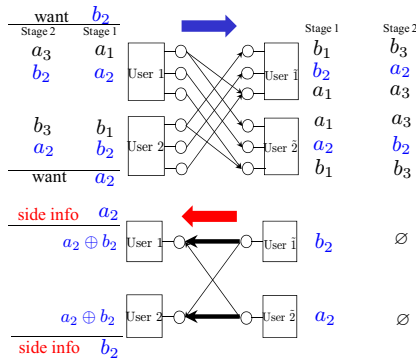 want b₂
Stage 2 Stage 1
a₃ a₁
b₂ a₂
User 1
b₃ b₁
a₂ b₂
User 2
want a₂
Stage 1 Stage 2
User 1̃
b₁ b₃
b₂ a₂
a₁ a₃
User 2̃
a₁ a₃
a₂ b₂
b₁ b₃
side info a₂
a₂ ⊕ b₂ User 1
User 1̃ b₂ ∅
a₂ ⊕ b₂ User 2
User 2̃ a₂ ∅
side info b₂